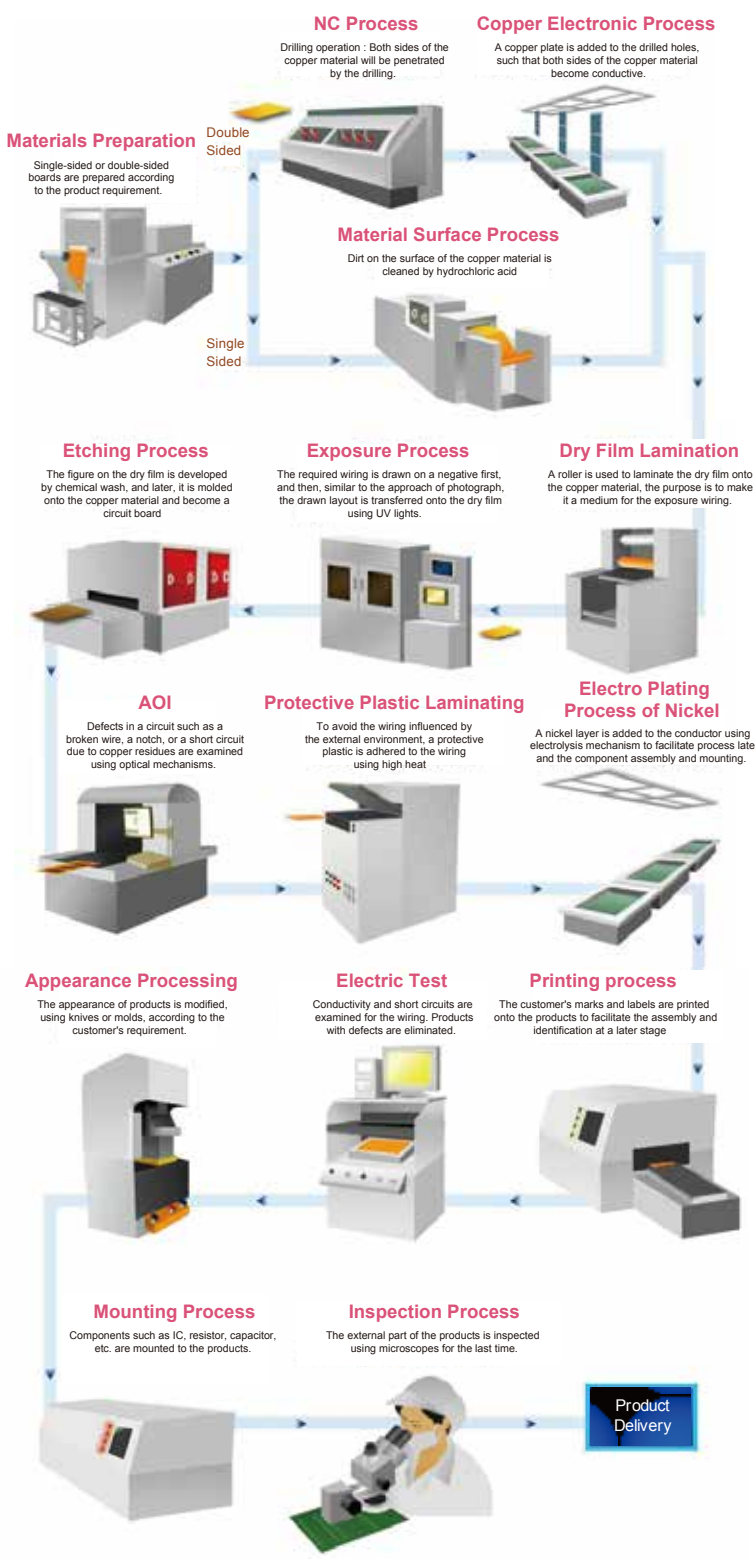 NC Process
Drilling operation : Both sides of the
copper material will be penetrated
by the drilling.
Copper Electronic Process
A copper plate is added to the drilled holes,
such that both sides of the copper material
become conductive.
Materials Preparation
Single-sided or double-sided
boards are prepared according
to the product requirement.
Double
Sided
Material Surface Process
Dirt on the surface of the copper material is
cleaned by hydrochloric acid
Single
Sided
Etching Process
The figure on the dry film is developed
by chemical wash, and later, it is molded
onto the copper material and become a
circuit board
Exposure Process
The required wiring is drawn on a negative first,
and then, similar to the approach of photograph,
the drawn layout is transferred onto the dry film
using UV lights.
Dry Film Lamination
A roller is used to laminate the dry film onto
the copper material, the purpose is to make
it a medium for the exposure wiring.
AOI
Defects in a circuit such as a
broken wire, a notch, or a short circuit
due to copper residues are examined
using optical mechanisms.
Protective Plastic Laminating
To avoid the wiring influenced by
the external environment, a protective
plastic is adhered to the wiring
using high heat
Electro Plating
Process of Nickel
A nickel layer is added to the conductor using
electrolysis mechanism to facilitate process late
and the component assembly and mounting.
Appearance Processing
The appearance of products is modified,
using knives or molds, according to the
customer's requirement.
Electric Test
Conductivity and short circuits are
examined for the wiring. Products
with defects are eliminated.
Printing process
The customer's marks and labels are printed
onto the products to facilitate the assembly and
identification at a later stage
Mounting Process
Components such as IC, resistor, capacitor,
etc. are mounted to the products.
Inspection Process
The external part of the products is inspected
using microscopes for the last time.
Product
Delivery